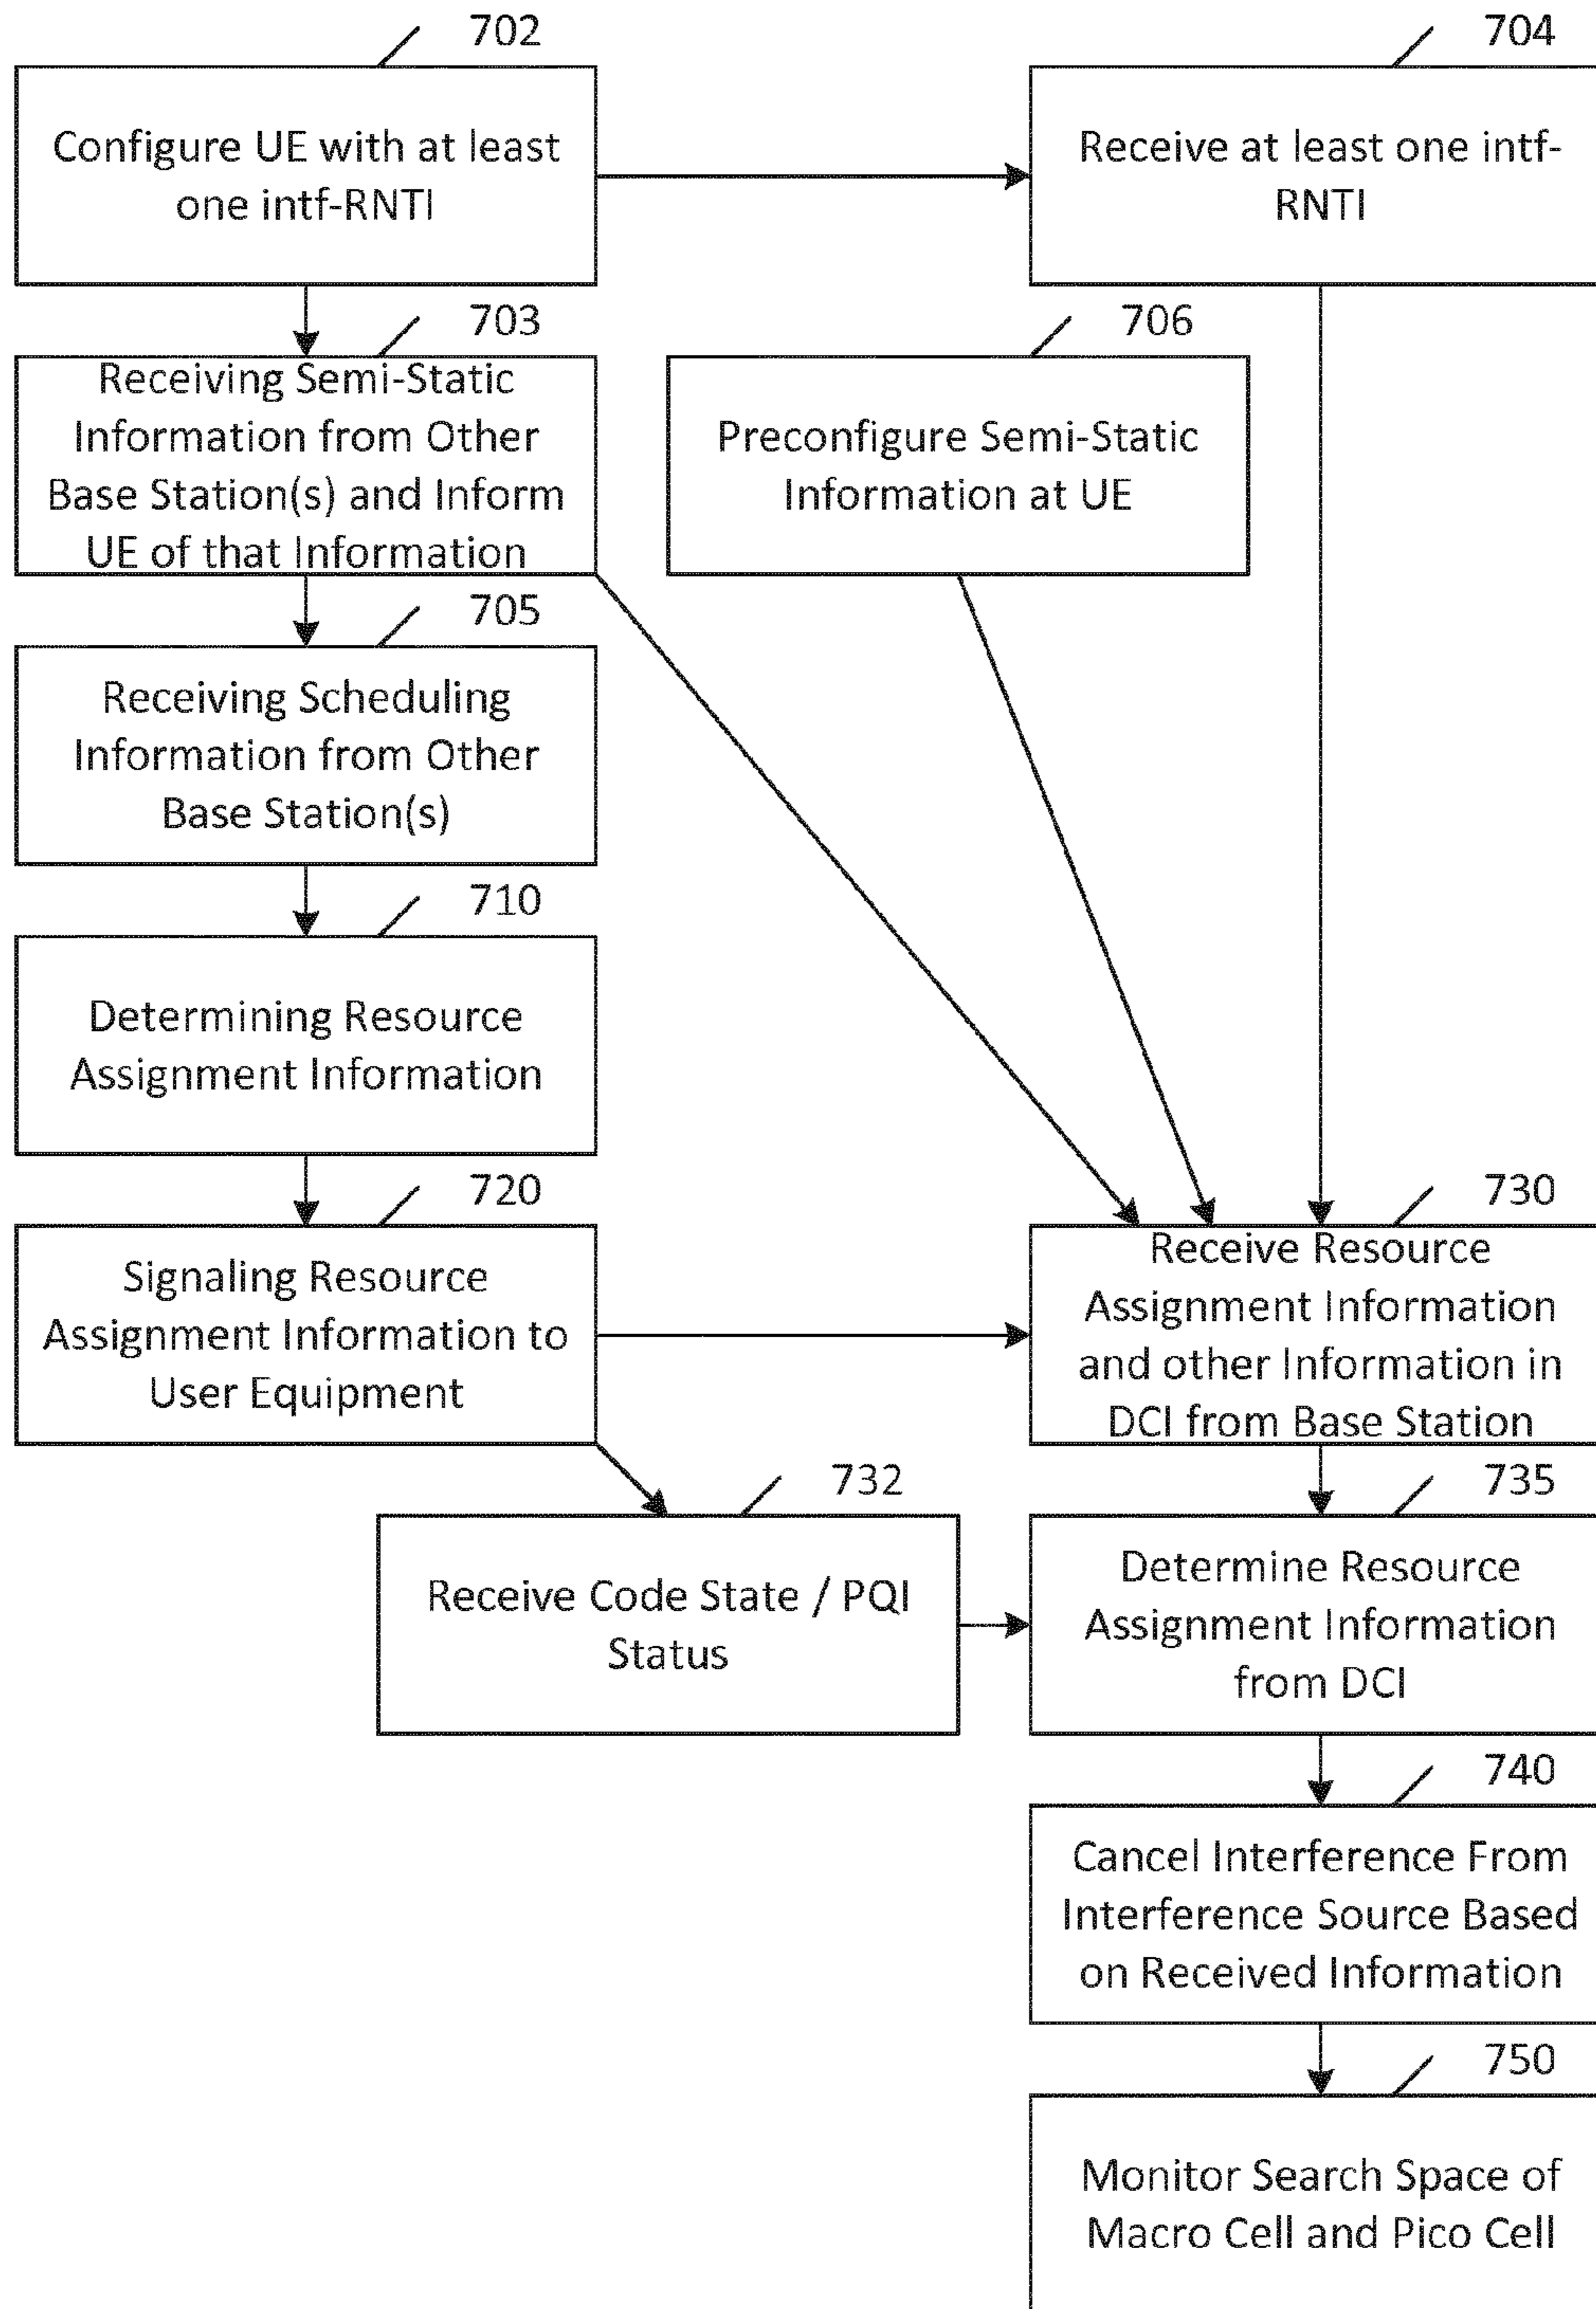 702
Configure UE with at least
one intf-RNTI
704
Receive at least one intf-
RNTI
703
Receiving Semi-Static
Information from Other
Base Station(s) and Inform
UE of that Information
706
Preconfigure Semi-Static
Information at UE
705
Receiving Scheduling
Information from Other
Base Station(s)
710
Determining Resource
Assignment Information
720
Signaling Resource
Assignment Information to
User Equipment
730
Receive Resource
Assignment Information
and other Information in
DCI from Base Station
732
Receive Code State / PQI
Status
735
Determine Resource
Assignment Information
from DCI
740
Cancel Interference From
Interference Source Based
on Received Information
750
Monitor Search Space of
Macro Cell and Pico Cell